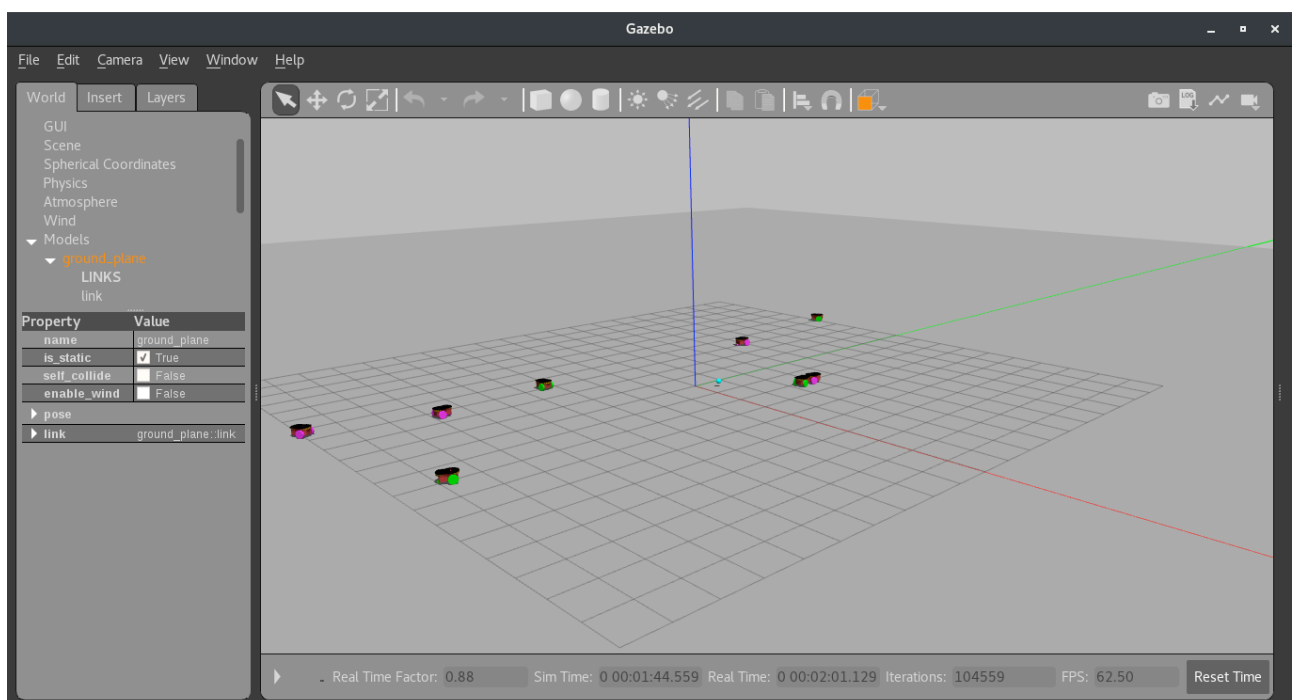 Gazebo
File Edit Camera View Window Help
World Insert Layers
LOG
GUI
Scene
Spherical Coordinates
Physics
Atmosphere
Wind
Models
ground_plane
LINKS
link
Property Value
name ground_plane
is_static True
self_collide False
enable_wind False
pose
link ground_plane::link
Real Time Factor: 0.88 Sim Time: 0 00:01:44.559 Real Time: 0 00:02:01.129 Iterations: 104559 FPS: 62.50 Reset Time